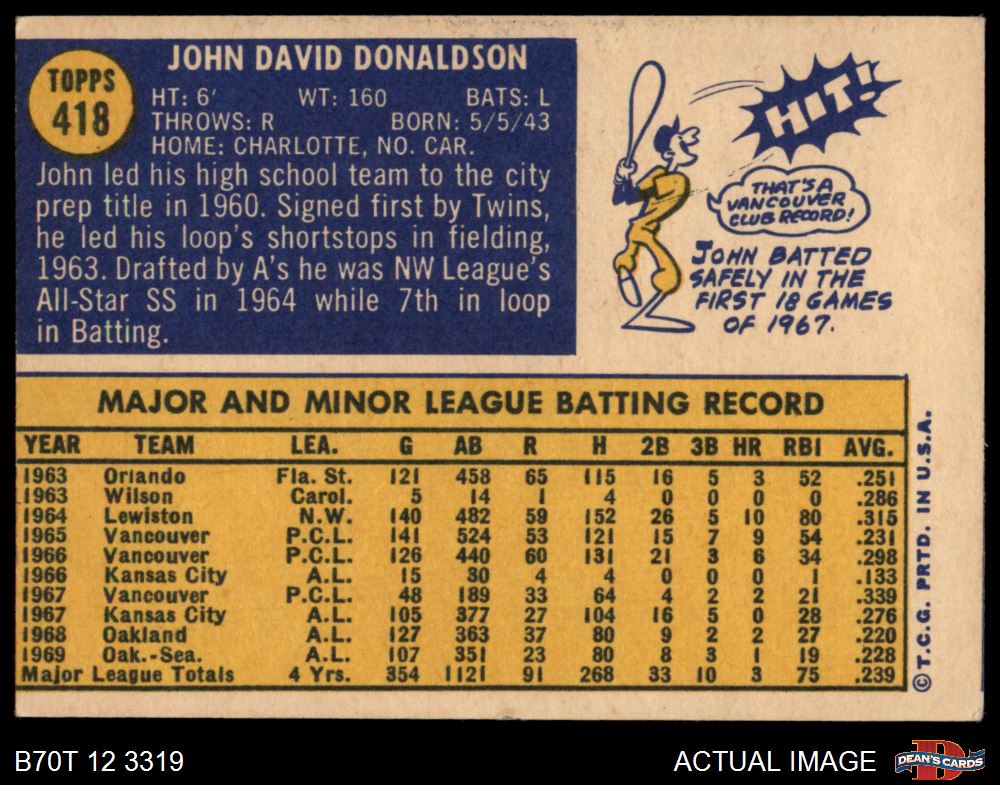 TOPPS
418
JOHN DAVID DONALDSON
HT: 6' WT: 160 BATS: L
THROWS: R BORN: 5/5/43
HOME: CHARLOTTE, NO. CAR.
John led his high school team to the city
prep title in 1960. Signed first by Twins,
he led his loop's shortstops in fielding,
1963. Drafted by A's he was NW League's
All-Star SS in 1964 while 7th in loop
in Batting.
HIT!
THAT'S A
VANCOUVER
CLUB RECORD!
JOHN BATTED
SAFELY IN THE
FIRST 18 GAMES
OF 1967.
MAJOR AND MINOR LEAGUE BATTING RECORD
YEAR TEAM LEA. G AB R H 2B 3B HR RBI AVG.
1963 Orlando Fla. St. 121 458 65 115 16 5 3 52 .251
1963 Wilson Carol. 5 14 1 4 0 0 0 0 .286
1964 Lewiston N.W. 140 482 59 152 26 5 10 80 .315
1965 Vancouver P.C.L. 141 524 53 121 15 7 9 54 .231
1966 Vancouver P.C.L. 126 440 60 131 21 3 6 34 .298
1966 Kansas City A.L. 15 30 4 4 0 0 0 1 .133
1967 Vancouver P.C.L. 48 189 33 64 4 2 2 21 .339
1967 Kansas City A.L. 105 377 27 104 16 5 0 28 .276
1968 Oakland A.L. 127 363 37 80 9 2 2 27 .220
1969 Oak.-Sea. A.L. 107 351 23 80 8 3 1 19 .228
Major League Totals 4 Yrs. 354 1121 91 268 33 10 3 75 .239
©T.C.G. PRTD. IN U.S.A.
B70T 12 3319
ACTUAL IMAGE
D
DEAN'S CARDS